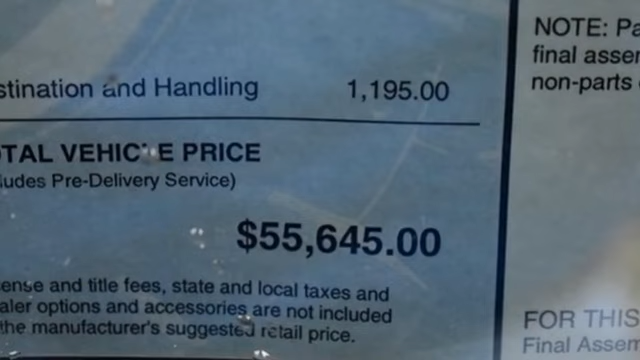 stination and Handling 1,195.00
OTAL VEHICLE PRICE
ludes Pre-Delivery Service)
$55,645.00
ense and title fees, state and local taxes and
aler options and accessories are not included
the manufacturer's suggested retail price.
NOTE: Pa
final asser
non-parts
FOR THIS
Final Assem